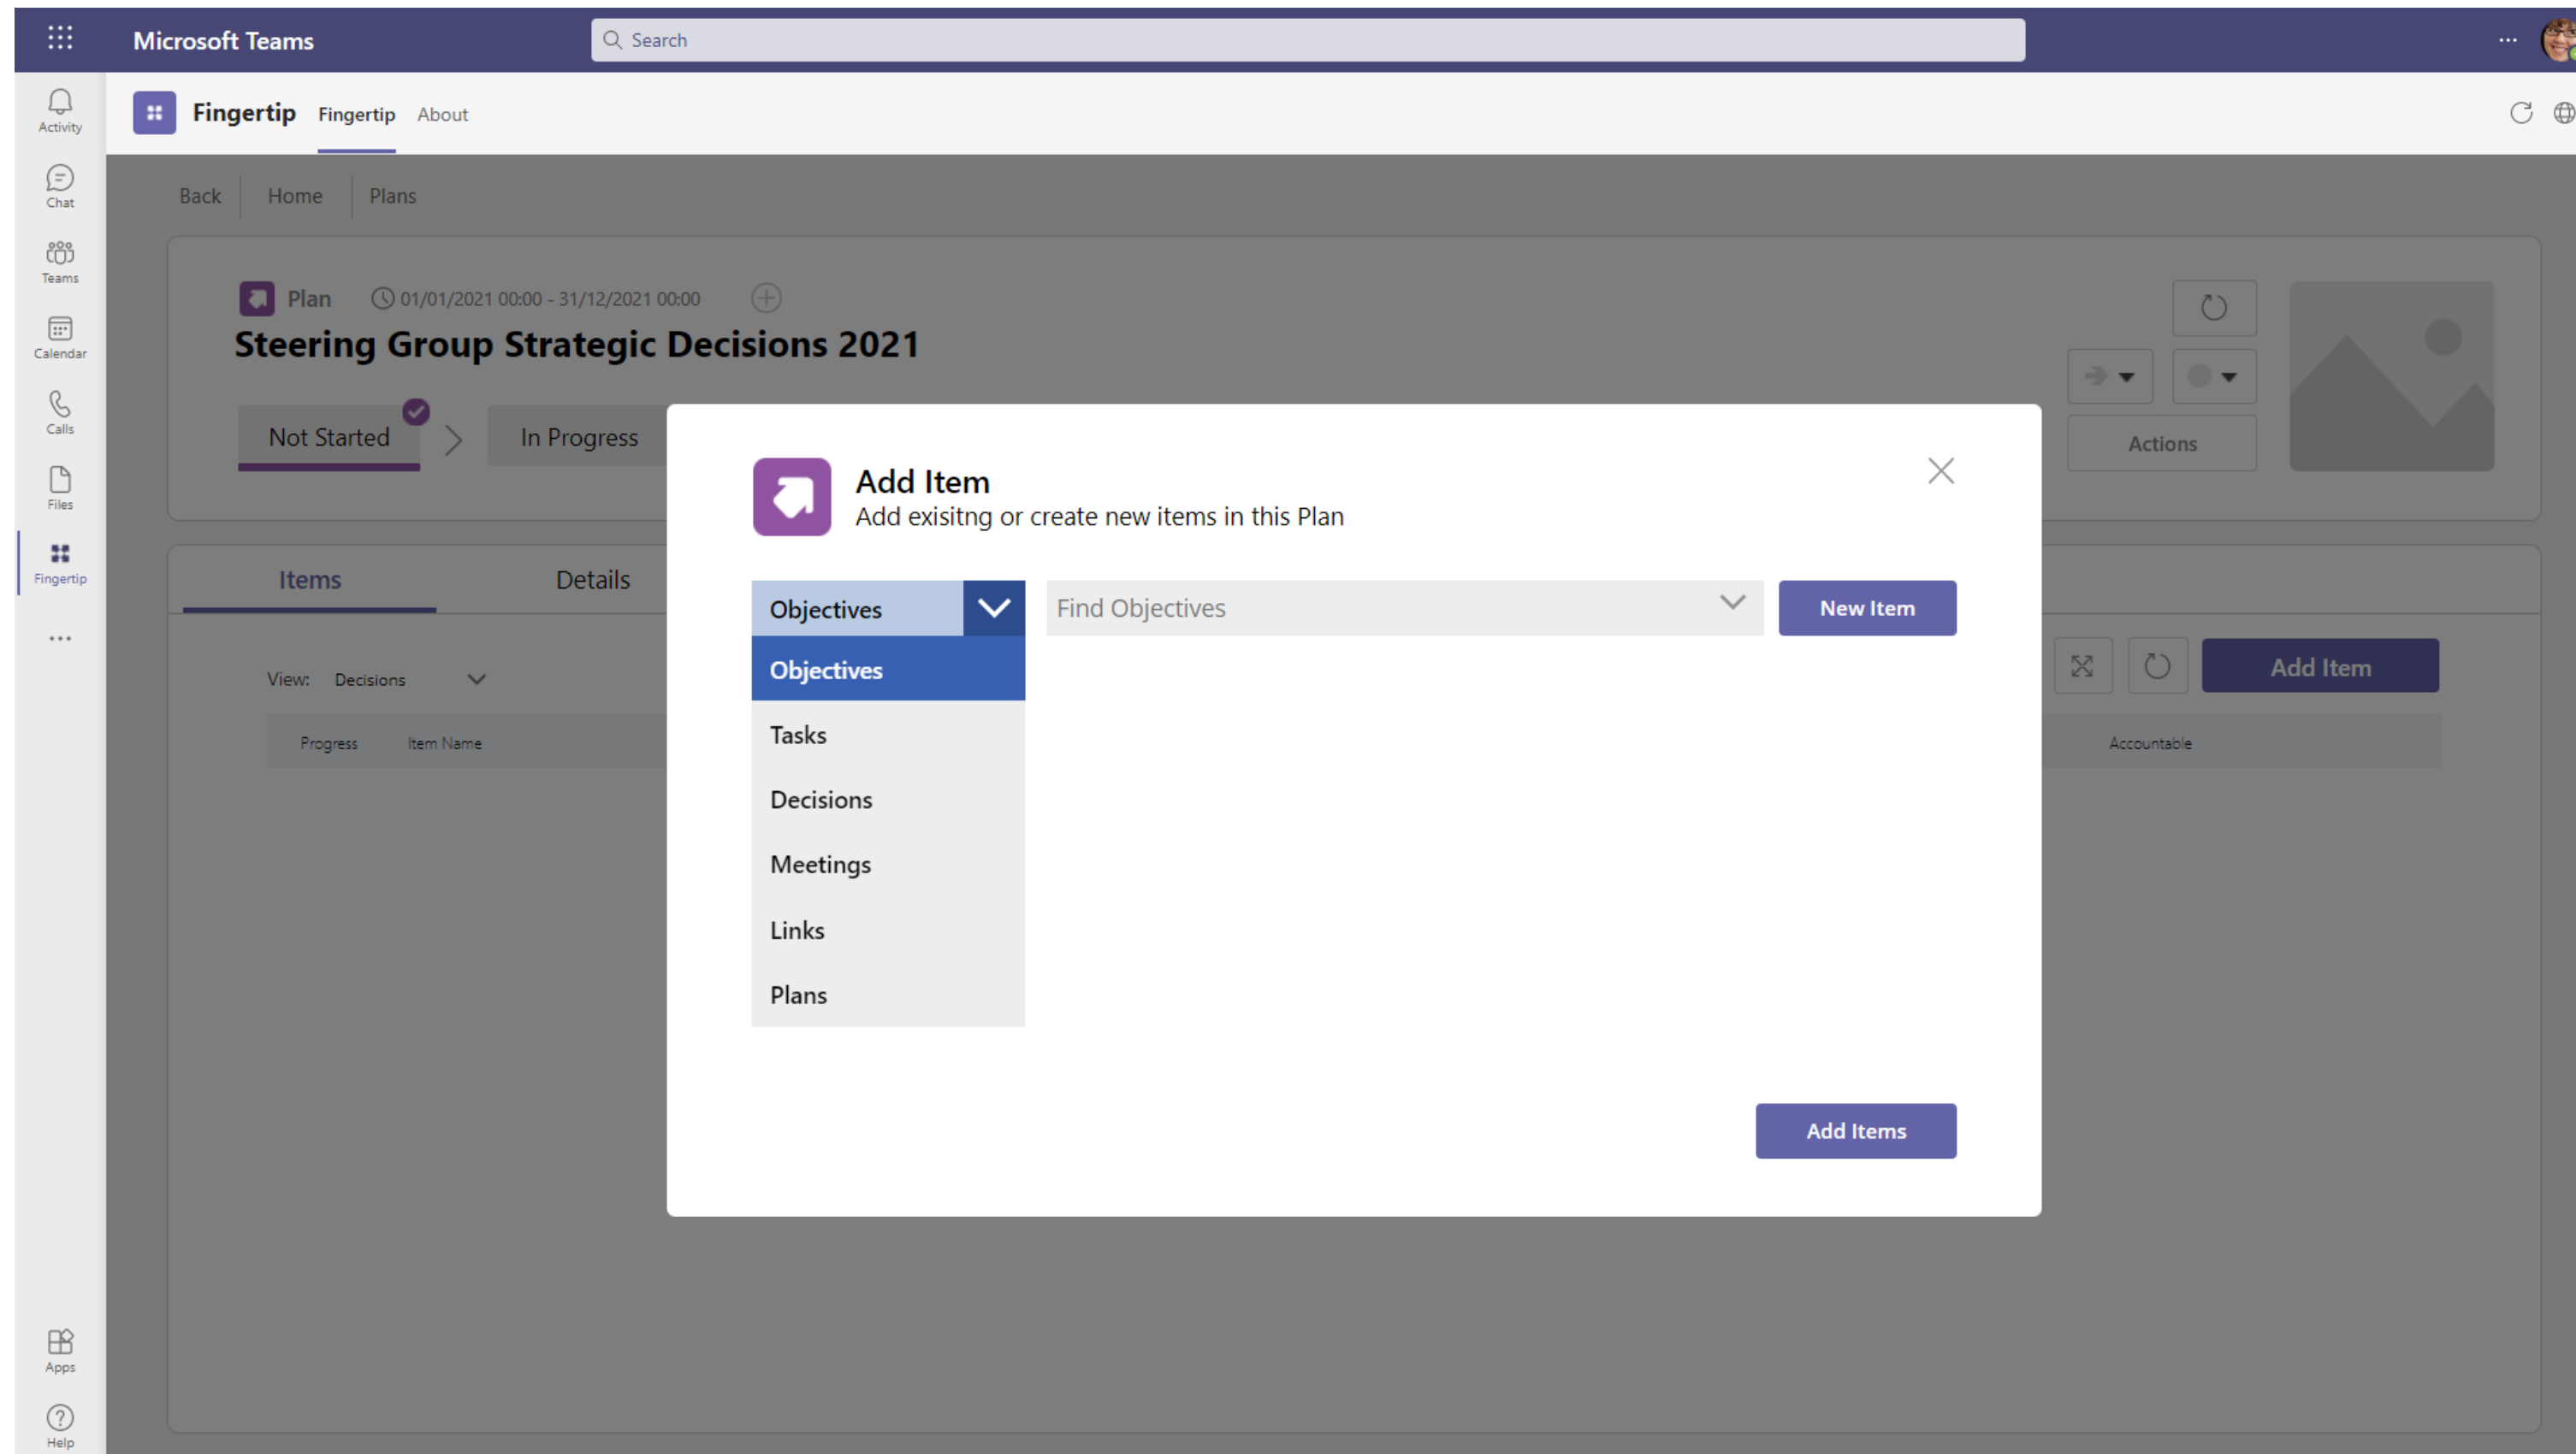 Microsoft Teams
Search
...
Activity
Chat
Teams
Calendar
Calls
Files
Fingertip
...
Apps
Help
Fingertip Fingertip About
Back Home Plans
Plan 01/01/2021 00:00 - 31/12/2021 00:00
Steering Group Strategic Decisions 2021
Not Started In Progress
Actions
Items Details
View: Decisions
Add Item
Progress Item Name Accountable
Add Item
Add exisitng or create new items in this Plan
Objectives Find Objectives New Item
Objectives
Tasks
Decisions
Meetings
Links
Plans
Add Items